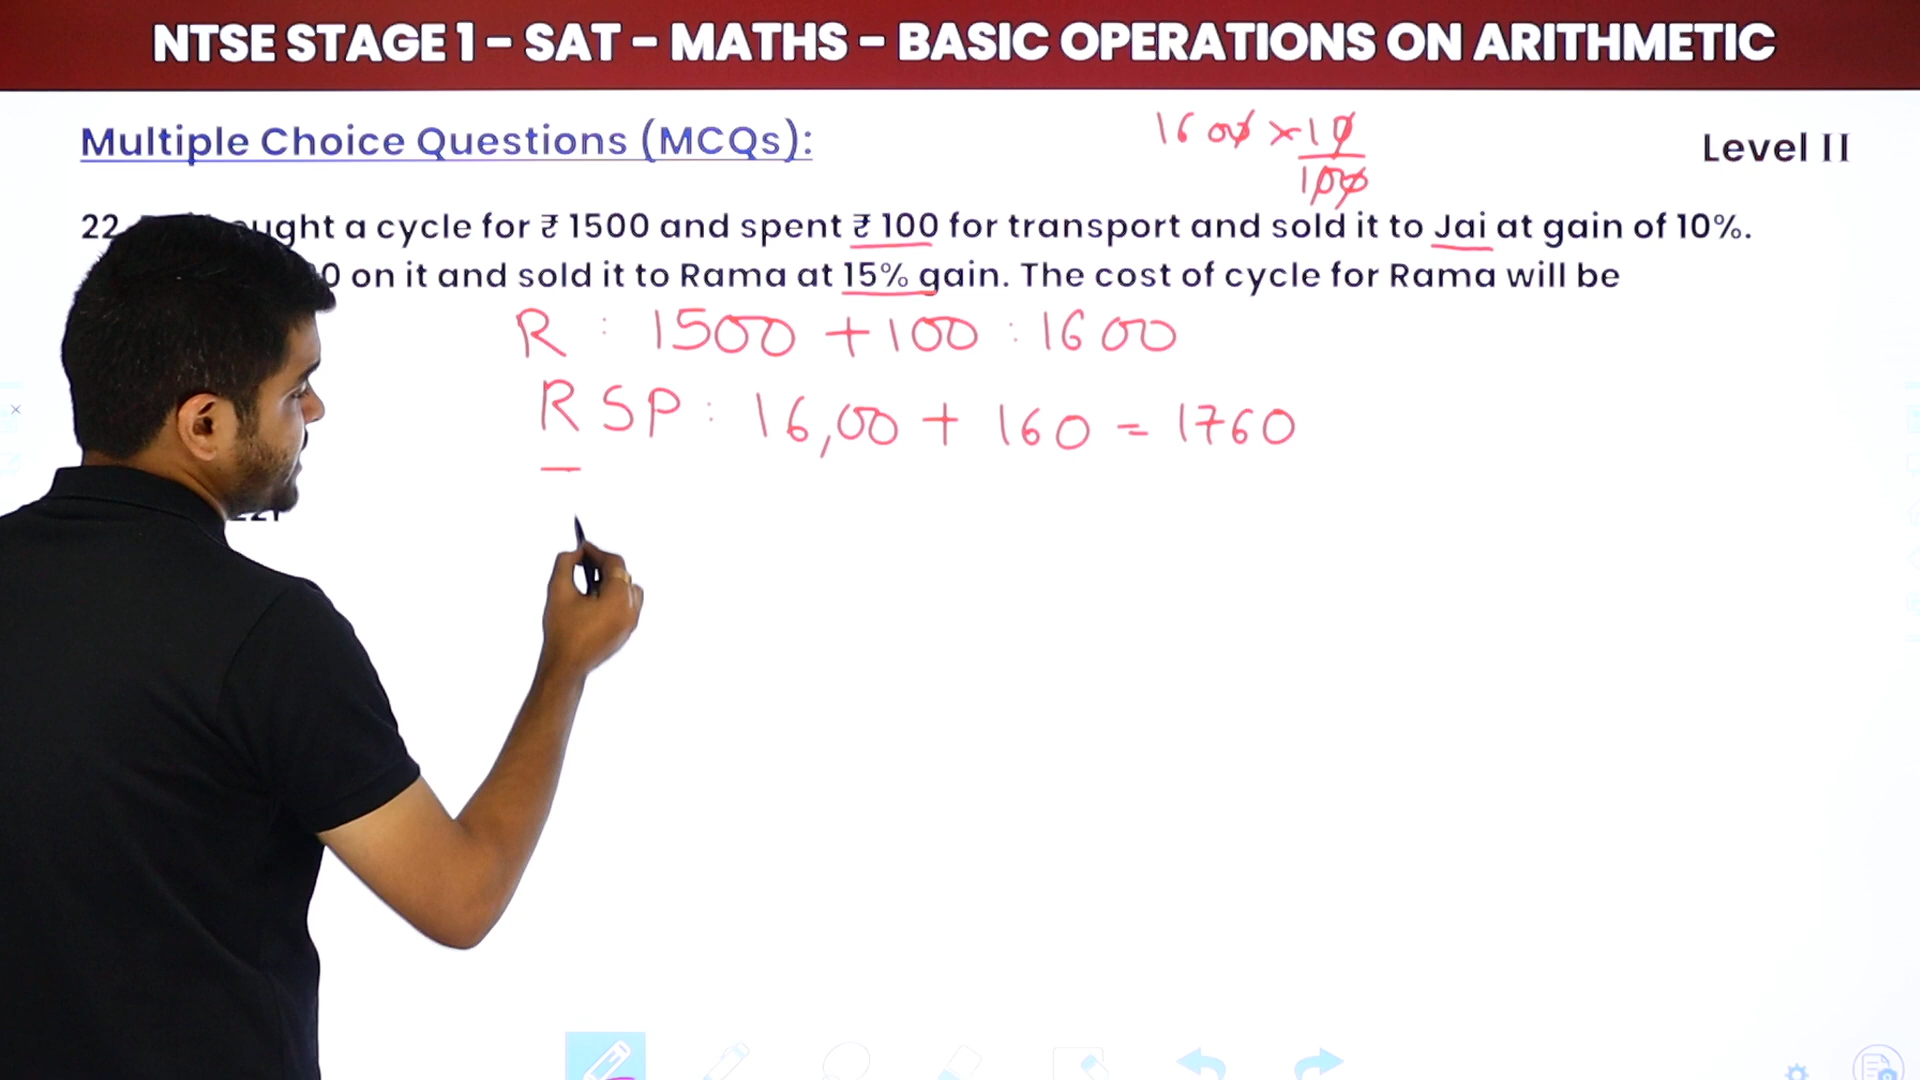 NTSE STAGE 1 - SAT - MATHS - BASIC OPERATIONS ON ARITHMETIC
Multiple Choice Questions (MCQs):
1600 × 10
100
Level II
22 ught a cycle for ₹ 1500 and spent ₹ 100 for transport and sold it to Jai at gain of 10%.
0 on it and sold it to Rama at 15% gain. The cost of cycle for Rama will be
R : 1500 + 100 : 1600
R SP : 16,00 + 160 = 1760